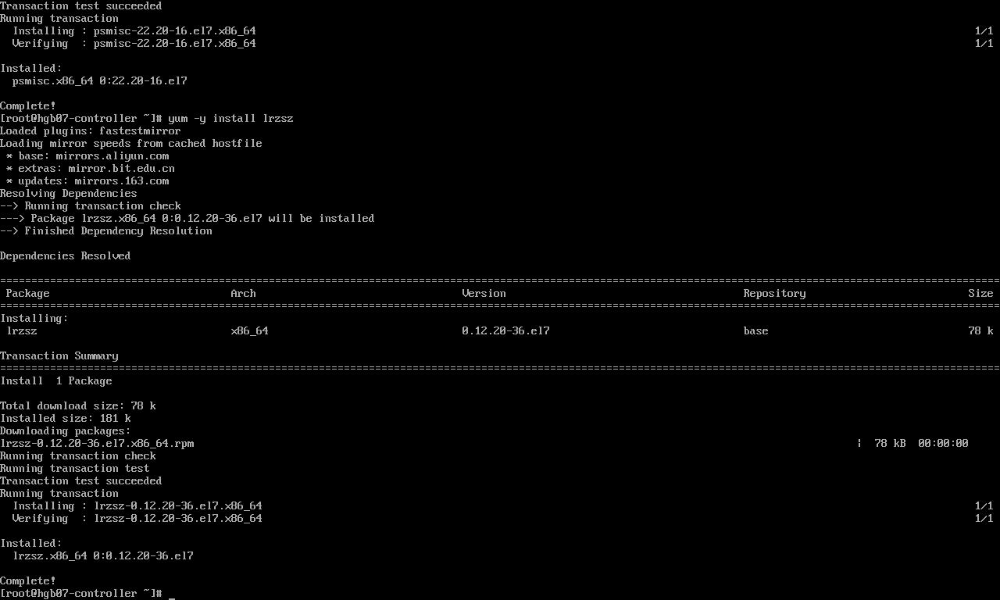 Transaction test succeeded
Running transaction
  Installing : psmisc-22.20-16.el7.x86_64 1/1
  Verifying  : psmisc-22.20-16.el7.x86_64 1/1
Installed:
  psmisc.x86_64 0:22.20-16.el7
Complete!
[root@hgb07-controller ~]# yum -y install lrzsz
Loaded plugins: fastestmirror
Loading mirror speeds from cached hostfile
 * base: mirrors.aliyun.com
 * extras: mirror.bit.edu.cn
 * updates: mirrors.163.com
Resolving Dependencies
--> Running transaction check
---> Package lrzsz.x86_64 0:0.12.20-36.el7 will be installed
--> Finished Dependency Resolution
Dependencies Resolved
================================================================================
 Package Arch Version Repository Size
================================================================================
Installing:
 lrzsz x86_64 0.12.20-36.el7 base 78 k
Transaction Summary
================================================================================
Install  1 Package
Total download size: 78 k
Installed size: 181 k
Downloading packages:
lrzsz-0.12.20-36.el7.x86_64.rpm |  78 kB  00:00:00
Running transaction check
Running transaction test
Transaction test succeeded
Running transaction
  Installing : lrzsz-0.12.20-36.el7.x86_64 1/1
  Verifying  : lrzsz-0.12.20-36.el7.x86_64 1/1
Installed:
  lrzsz.x86_64 0:0.12.20-36.el7
Complete!
[root@hgb07-controller ~]# _